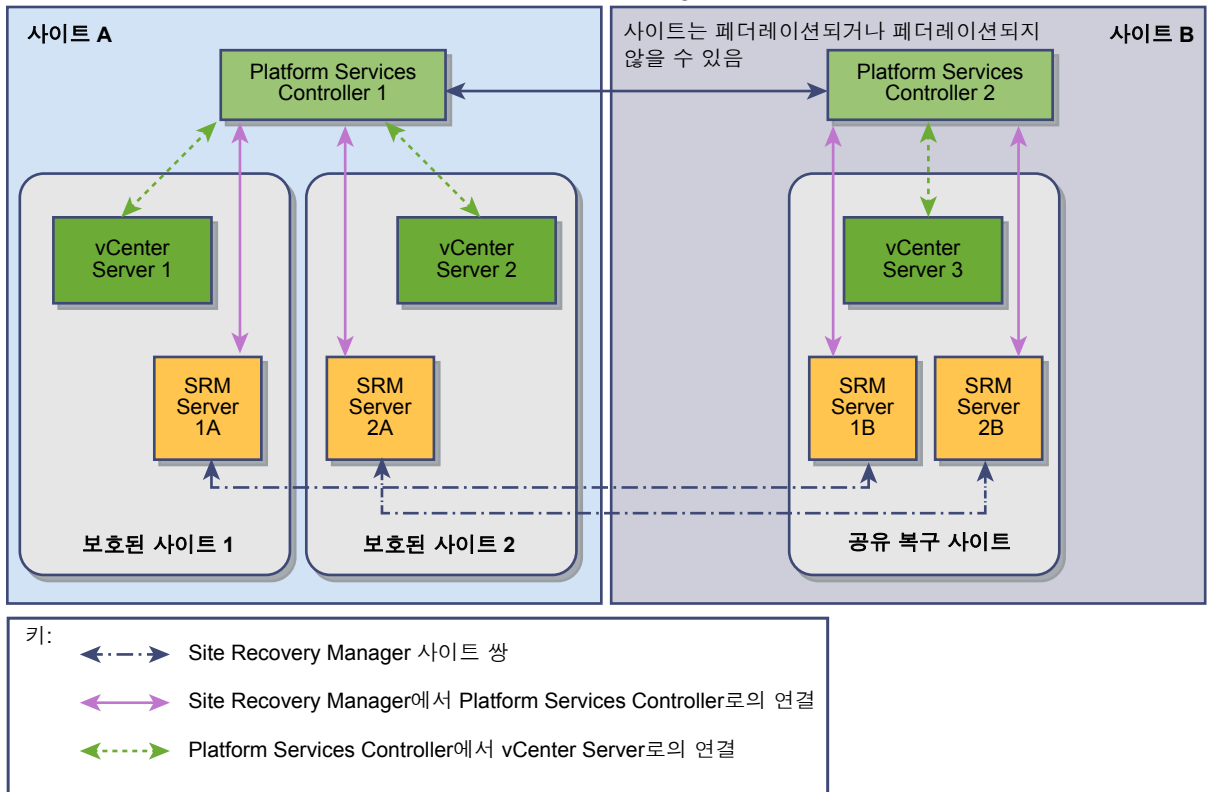 사이트 A
사이트는 페더레이션되거나 페더레이션되지
않을 수 있음
사이트 B
Platform Services
Controller 1
Platform Services
Controller 2
vCenter
Server 1
vCenter
Server 2
vCenter
Server 3
SRM
Server
1A
SRM
Server
2A
SRM
Server
1B
SRM
Server
2B
보호된 사이트 1
보호된 사이트 2
공유 복구 사이트
키:
Site Recovery Manager 사이트 쌍
Site Recovery Manager에서 Platform Services Controller로의 연결
Platform Services Controller에서 vCenter Server로의 연결